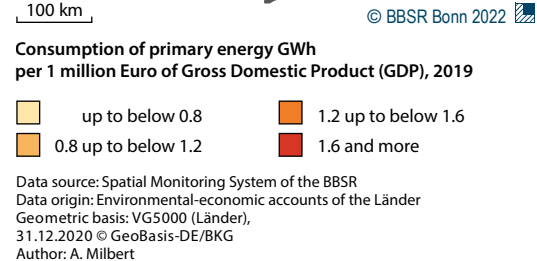 100 km
© BBSR Bonn 2022
Consumption of primary energy GWh
per 1 million Euro of Gross Domestic Product (GDP), 2019
up to below 0.8
0.8 up to below 1.2
1.2 up to below 1.6
1.6 and more
Data source: Spatial Monitoring System of the BBSR
Data origin: Environmental-economic accounts of the Länder
Geometric basis: VG5000 (Länder),
31.12.2020 © GeoBasis-DE/BKG
Author: A. Milbert